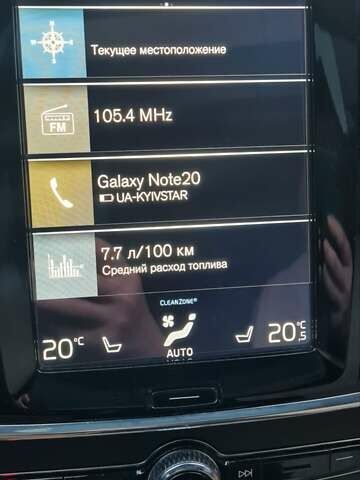 Текущее местоположение
FM
105.4 MHz
Galaxy Note20
UA-KYIVSTAR
7.7 л/100 км
Средний расход топлива
CLEANZONE®
20°C
20°C.5
AUTO